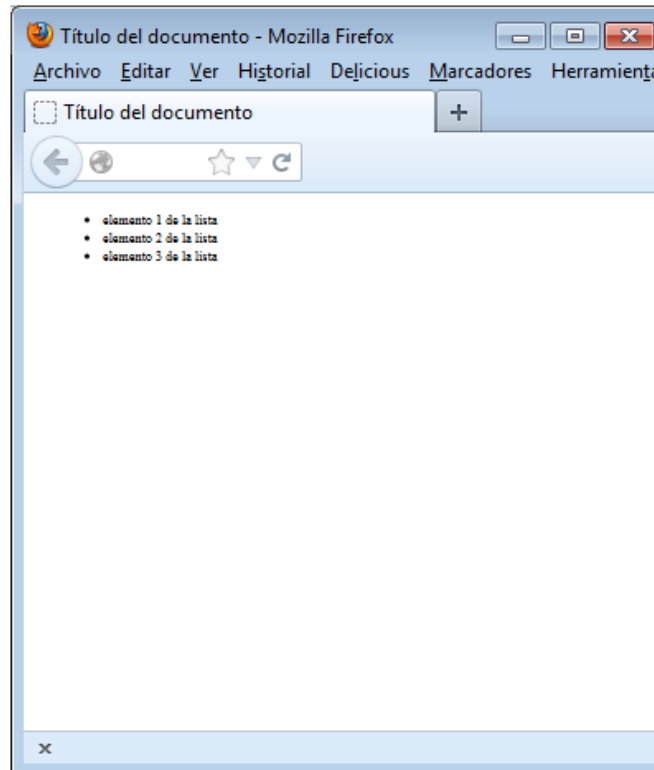 Título del documento - Mozilla Firefox
Archivo Editar Ver Historial Delicious Marcadores Herramienta
Título del documento
elemento 1 de la lista
elemento 2 de la lista
elemento 3 de la lista